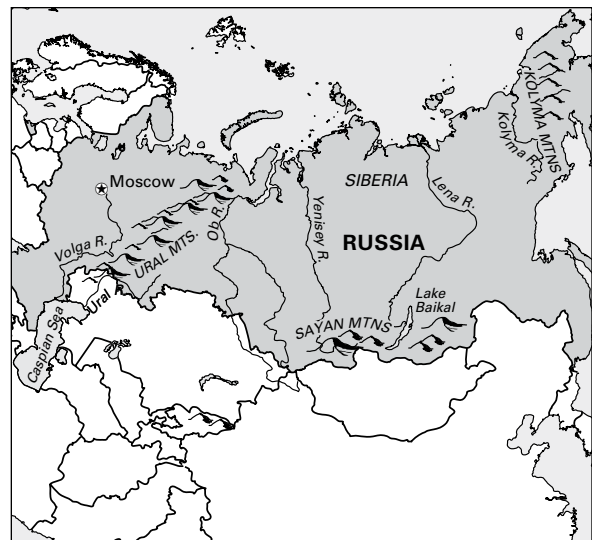 KOLYMA MTNS
Kolyma R.
Moscow
SIBERIA
Lena R.
Ob R.
Yenisey R.
RUSSIA
Volga R.
URAL MTS.
Ural R.
Lake
Baikal
SAYAN MTNS
Caspian Sea